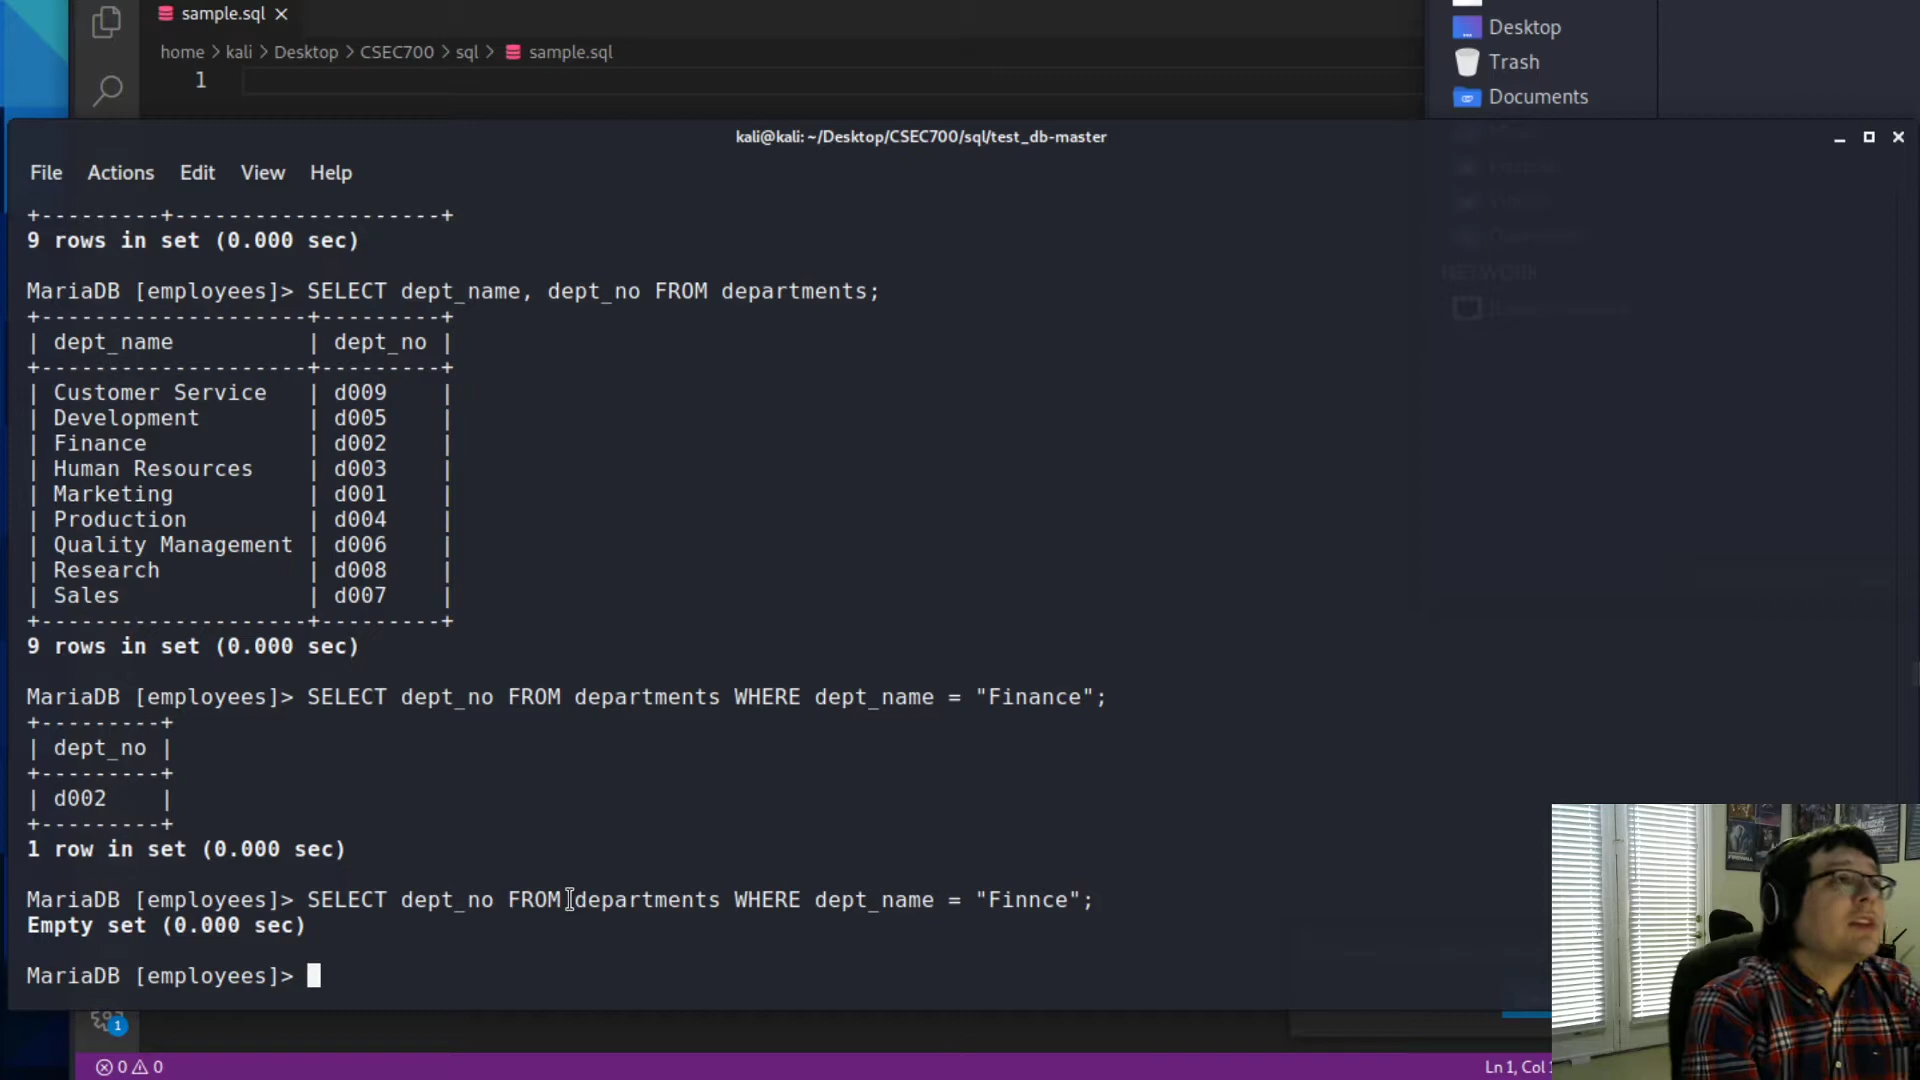 sample.sql
home > kali > Desktop > CSEC700 > sql > sample.sql
1
Desktop
Trash
Documents
kali@kali: ~/Desktop/CSEC700/sql/test_db-master
File Actions Edit View Help
NETWORK
+---------+--------------------+
9 rows in set (0.000 sec)
MariaDB [employees]> SELECT dept_name, dept_no FROM departments;
+--------------------+---------+
| dept_name          | dept_no |
+--------------------+---------+
| Customer Service   | d009    |
| Development        | d005    |
| Finance            | d002    |
| Human Resources    | d003    |
| Marketing          | d001    |
| Production         | d004    |
| Quality Management | d006    |
| Research           | d008    |
| Sales              | d007    |
+--------------------+---------+
9 rows in set (0.000 sec)
MariaDB [employees]> SELECT dept_no FROM departments WHERE dept_name = "Finance";
+---------+
| dept_no |
+---------+
| d002    |
+---------+
1 row in set (0.000 sec)
MariaDB [employees]> SELECT dept_no FROM departments WHERE dept_name = "Finnce";
Empty set (0.000 sec)
MariaDB [employees]>
1
0 0
Ln 1, Col